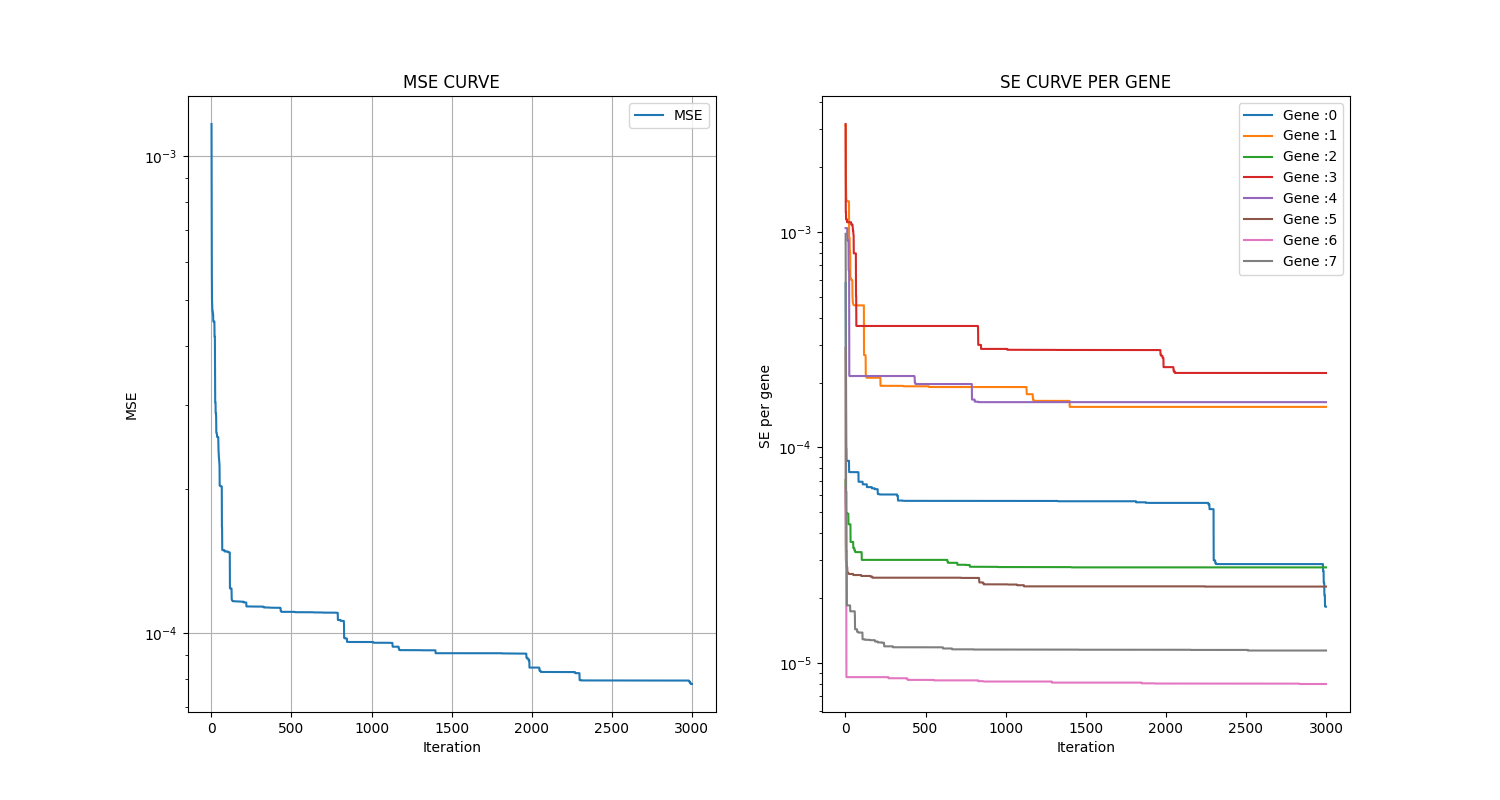 MSE CURVE
MSE
10^-3
10^-4
MSE
0 500 1000 1500 2000 2500 3000
Iteration
SE CURVE PER GENE
Gene :0
Gene :1
Gene :2
Gene :3
Gene :4
Gene :5
Gene :6
Gene :7
10^-3
10^-4
10^-5
SE per gene
0 500 1000 1500 2000 2500 3000
Iteration